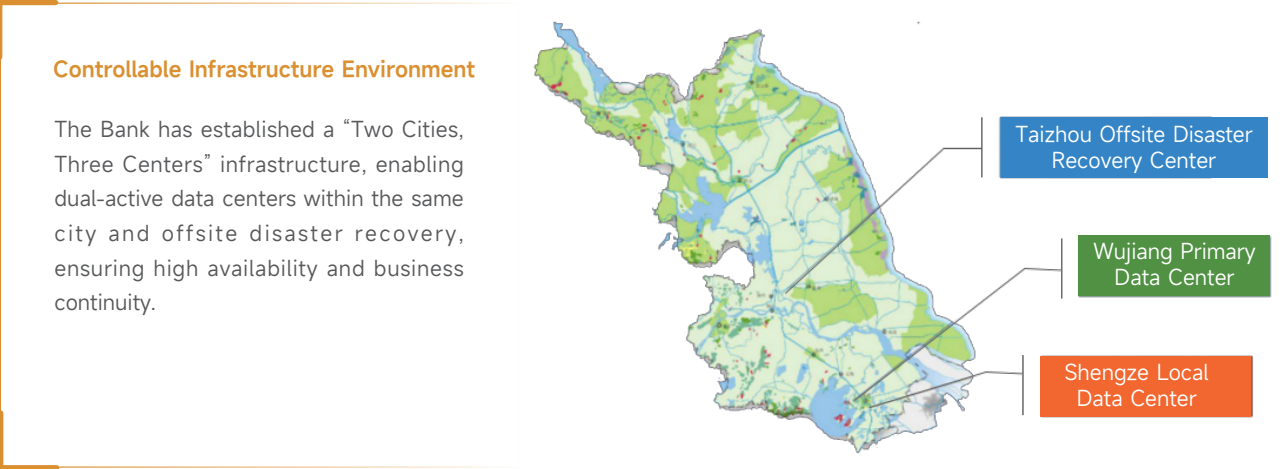 Controllable Infrastructure Environment
The Bank has established a “Two Cities,
Three Centers” infrastructure, enabling
dual-active data centers within the same
city and offsite disaster recovery,
ensuring high availability and business
continuity.
Taizhou Offsite Disaster
Recovery Center
Wujiang Primary
Data Center
Shengze Local
Data Center